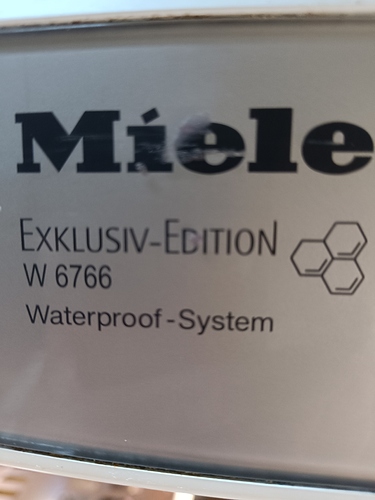 Miele
EXKLUSIV-EDITION
W 6766
Waterproof-System